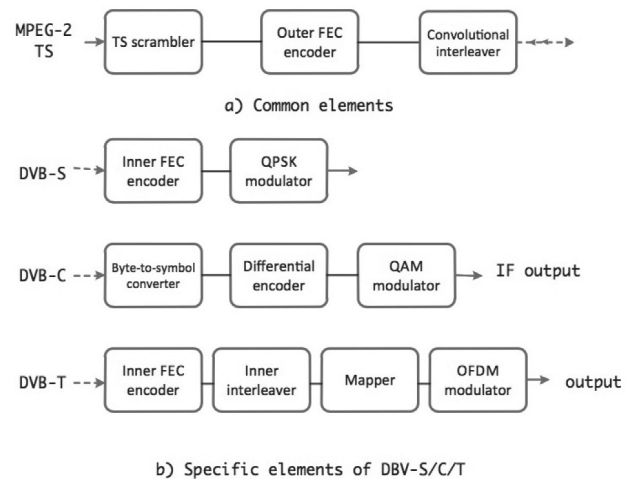 MPEG-2
TS
TS scrambler
Outer FEC
encoder
Convolutional
interleaver
a) Common elements
DVB-S
Inner FEC
encoder
QPSK
modulator
DVB-C
Byte-to-symbol
converter
Differential
encoder
QAM
modulator
IF output
DVB-T
Inner FEC
encoder
Inner
interleaver
Mapper
OFDM
modulator
output
b) Specific elements of DBV-S/C/T